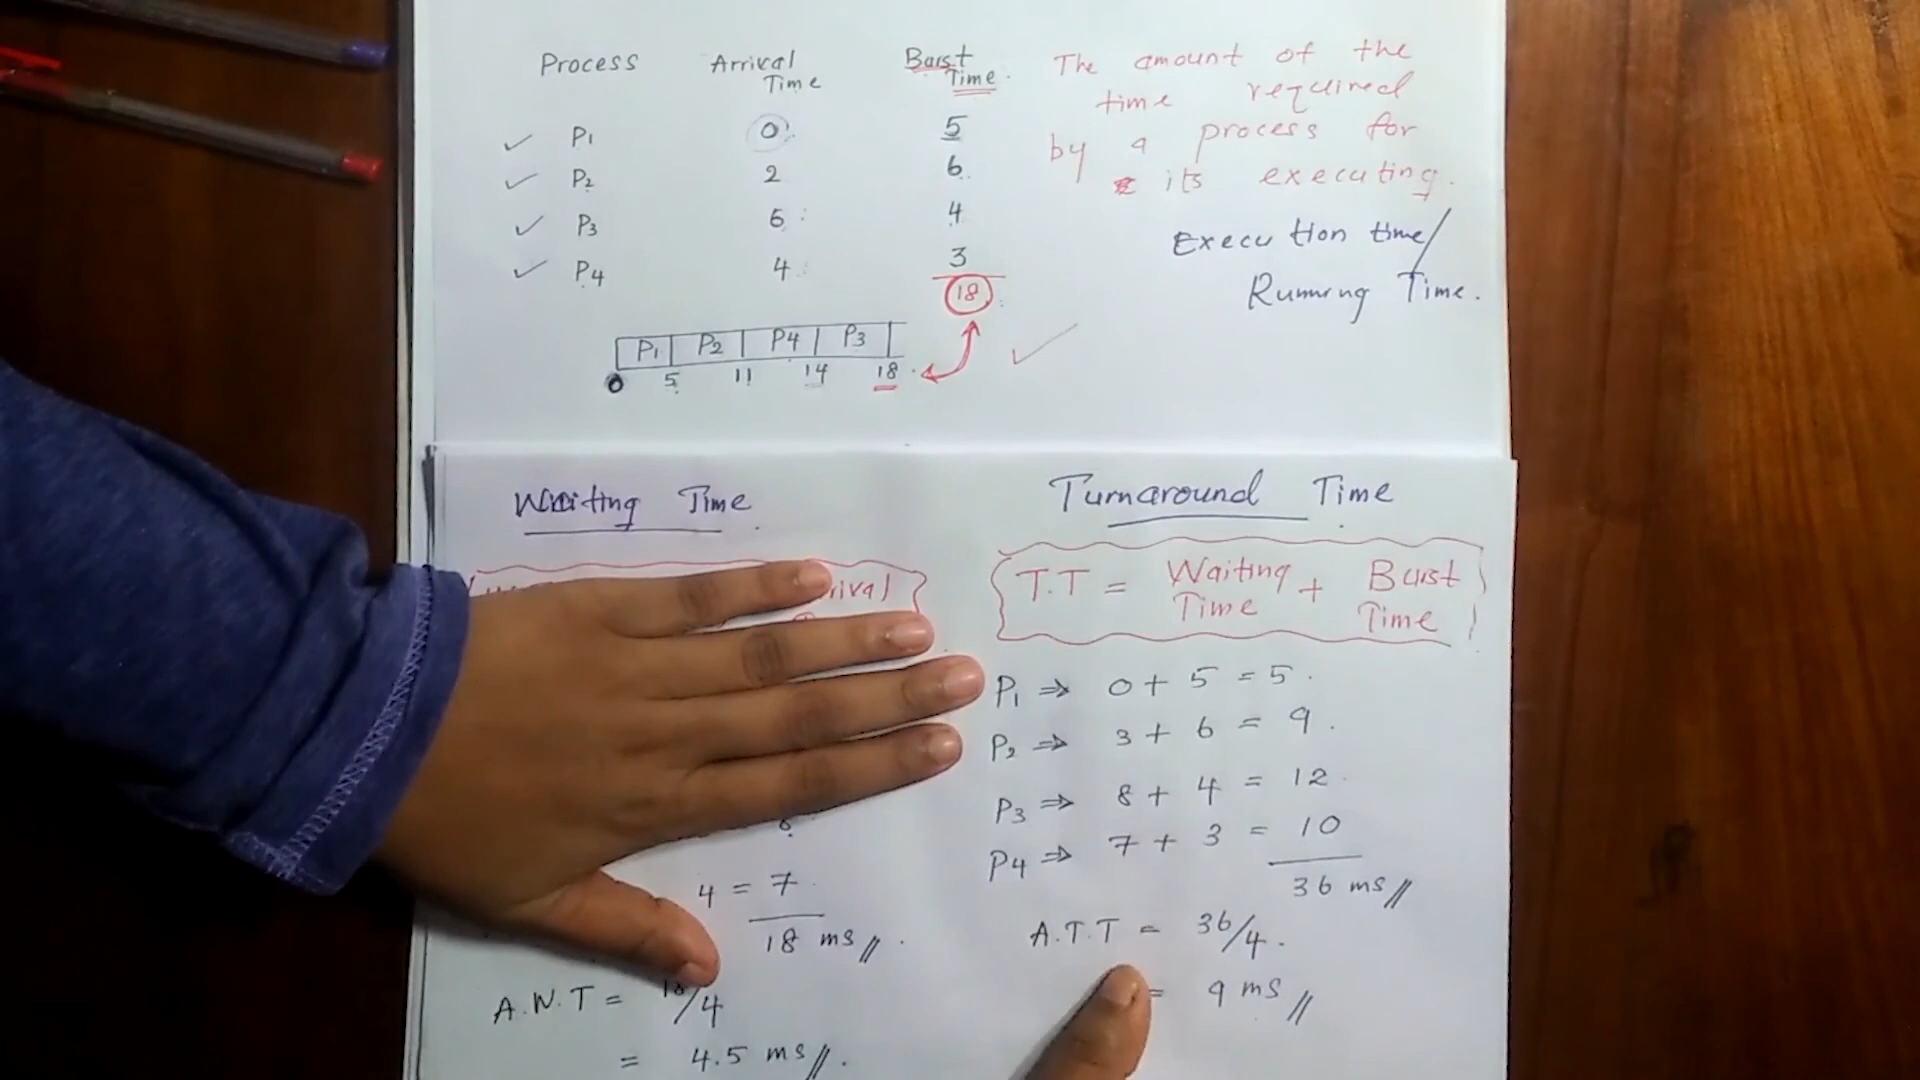 Process Arrival Time Burst Time.
P1 0 5
P2 2 6
P3 6 4
P4 4 3
18
The amount of the
time required
by a process for
its executing.
Execution time/
Running Time.
P1 P2 P4 P3
0 5 11 14 18
Waiting Time
rival
8
4 = 7
18 ms
A.W.T = 18/4
= 4.5 ms
Turnaround Time
T.T = Waiting Time + Burst Time
P1 ⇒ 0 + 5 = 5.
P2 ⇒ 3 + 6 = 9.
P3 ⇒ 8 + 4 = 12
P4 ⇒ 7 + 3 = 10
36 ms
A.T.T = 36/4.
= 9 ms